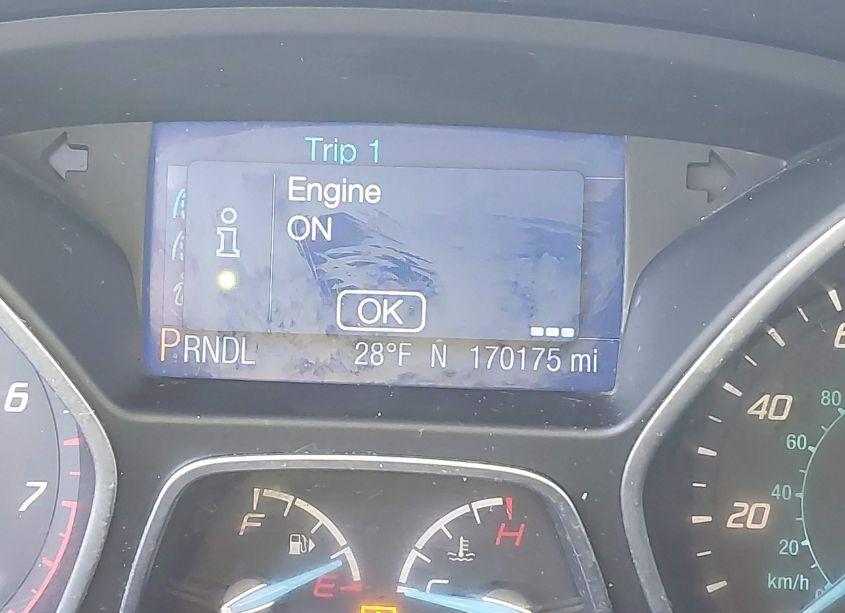 Trip 1
Engine
ON
OK
PRNDL 28°F N 170175 mi
6
7
F
E
H
C
40
20
80
60
40
20
km/h